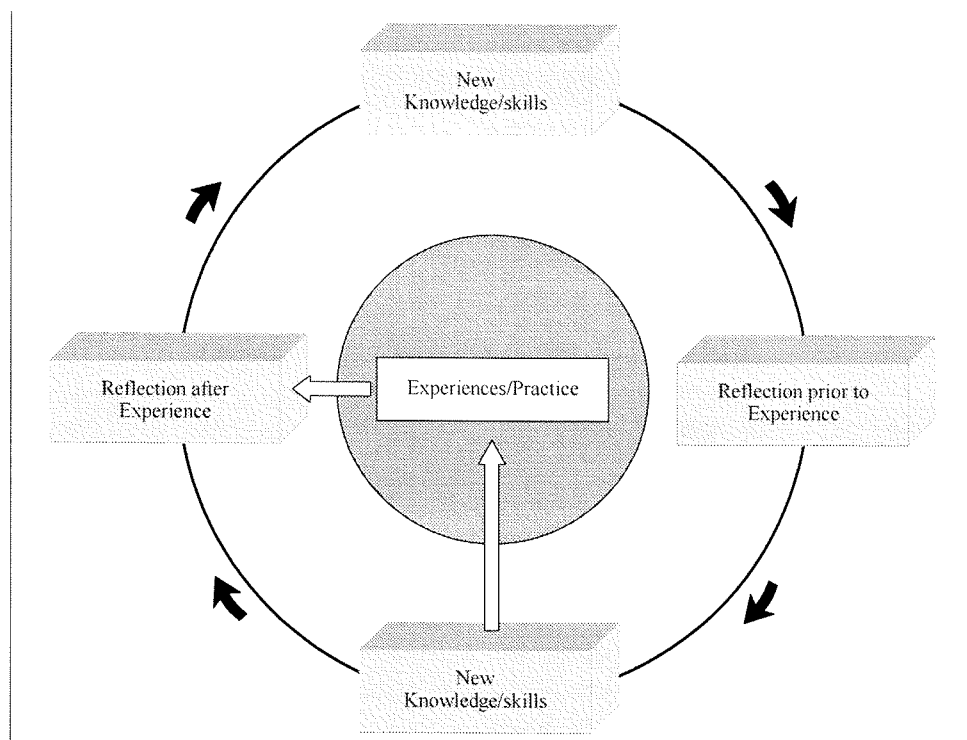 New
Knowledge/skills
Reflection after
Experience
Experiences/Practice
Reflection prior to
Experience
New
Knowledge/skills